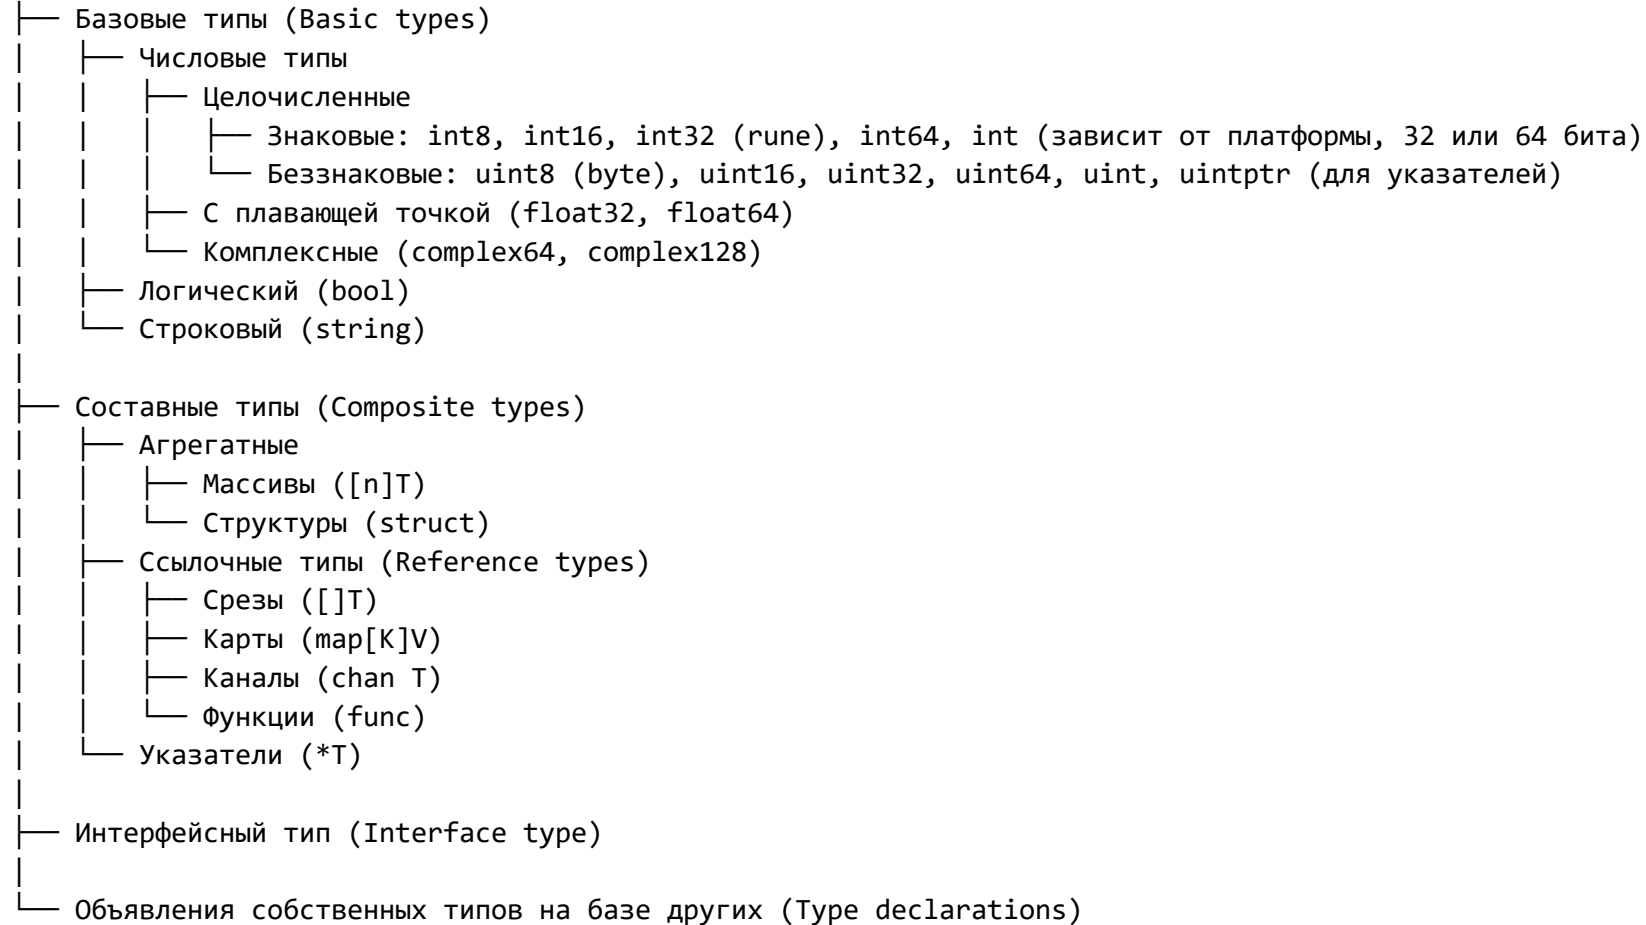 ├── Базовые типы (Basic types)
│   ├── Числовые типы
│   │   ├── Целочисленные
│   │   │   ├── Знаковые: int8, int16, int32 (rune), int64, int (зависит от платформы, 32 или 64 бита)
│   │   │   └── Беззнаковые: uint8 (byte), uint16, uint32, uint64, uint, uintptr (для указателей)
│   │   ├── С плавающей точкой (float32, float64)
│   │   └── Комплексные (complex64, complex128)
│   ├── Логический (bool)
│   └── Строковый (string)
│
├── Составные типы (Composite types)
│   ├── Агрегатные
│   │   ├── Массивы ([n]T)
│   │   └── Структуры (struct)
│   ├── Ссылочные типы (Reference types)
│   │   ├── Срезы ([]T)
│   │   ├── Карты (map[K]V)
│   │   ├── Каналы (chan T)
│   │   └── Функции (func)
│   └── Указатели (*T)
│
├── Интерфейсный тип (Interface type)
│
└── Объявления собственных типов на базе других (Type declarations)